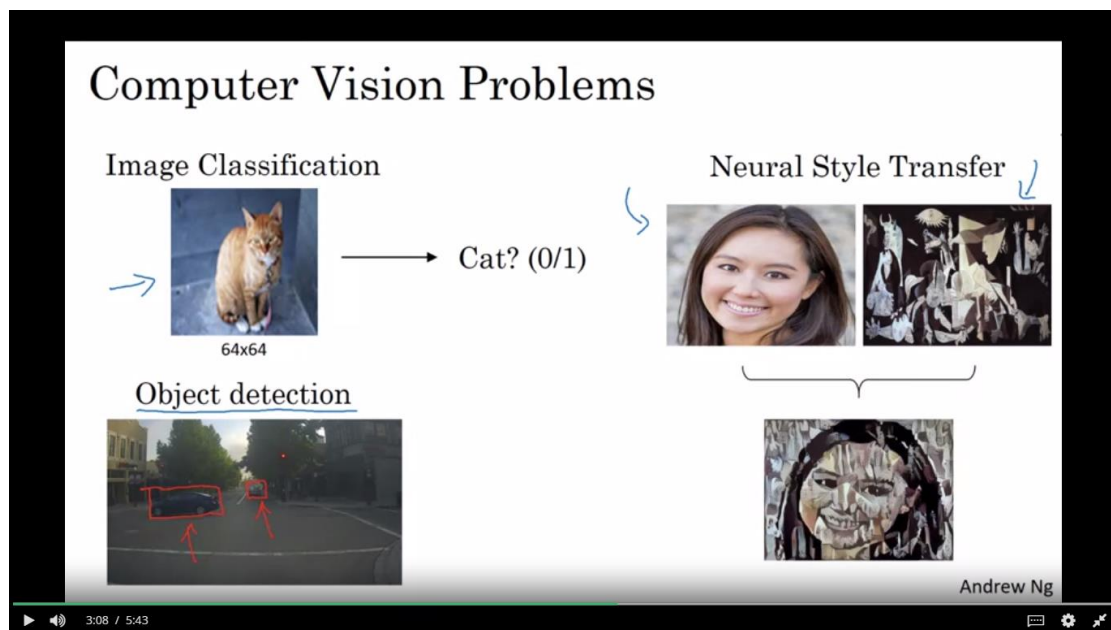 Computer Vision Problems
Image Classification
Cat? (0/1)
64x64
Object detection
Neural Style Transfer
Andrew Ng
3:08 / 5:43